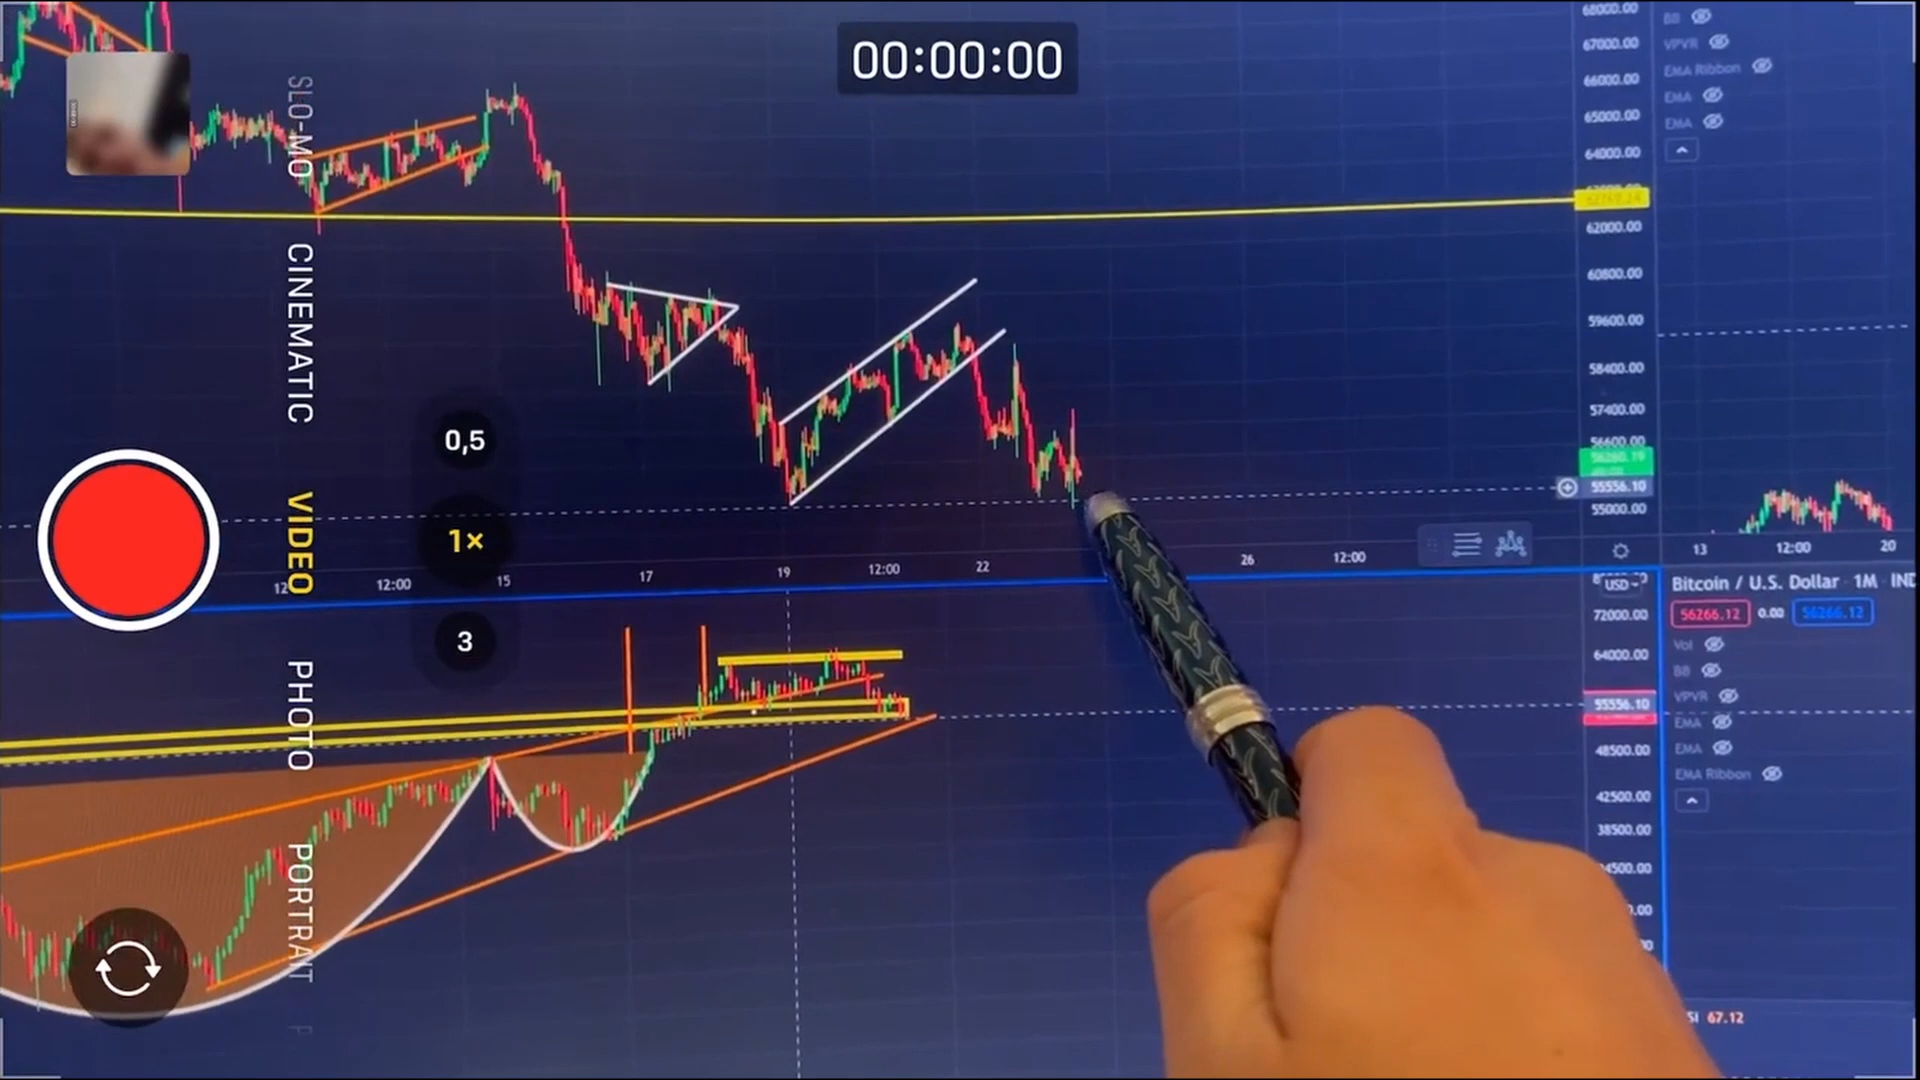 00:00:00
SLO-MO
CINEMATIC
VIDEO
PHOTO
PORTRAIT
0,5
1×
3
68000.00
67000.00
66000.00
65000.00
64000.00
62000.00
60800.00
59600.00
58400.00
57400.00
56600.00
55556.10
55000.00
BB
VPVR
EMA Ribbon
EMA
EMA
12
12:00
15
17
19
12:00
22
26
12:00
13
12:00
20
USD
72000.00
64000.00
55556.10
48500.00
42500.00
38500.00
Bitcoin / U.S. Dollar 1M IND
56266.12 0.00 56266.12
Vol
BB
VPVR
EMA
EMA
EMA Ribbon
67.12